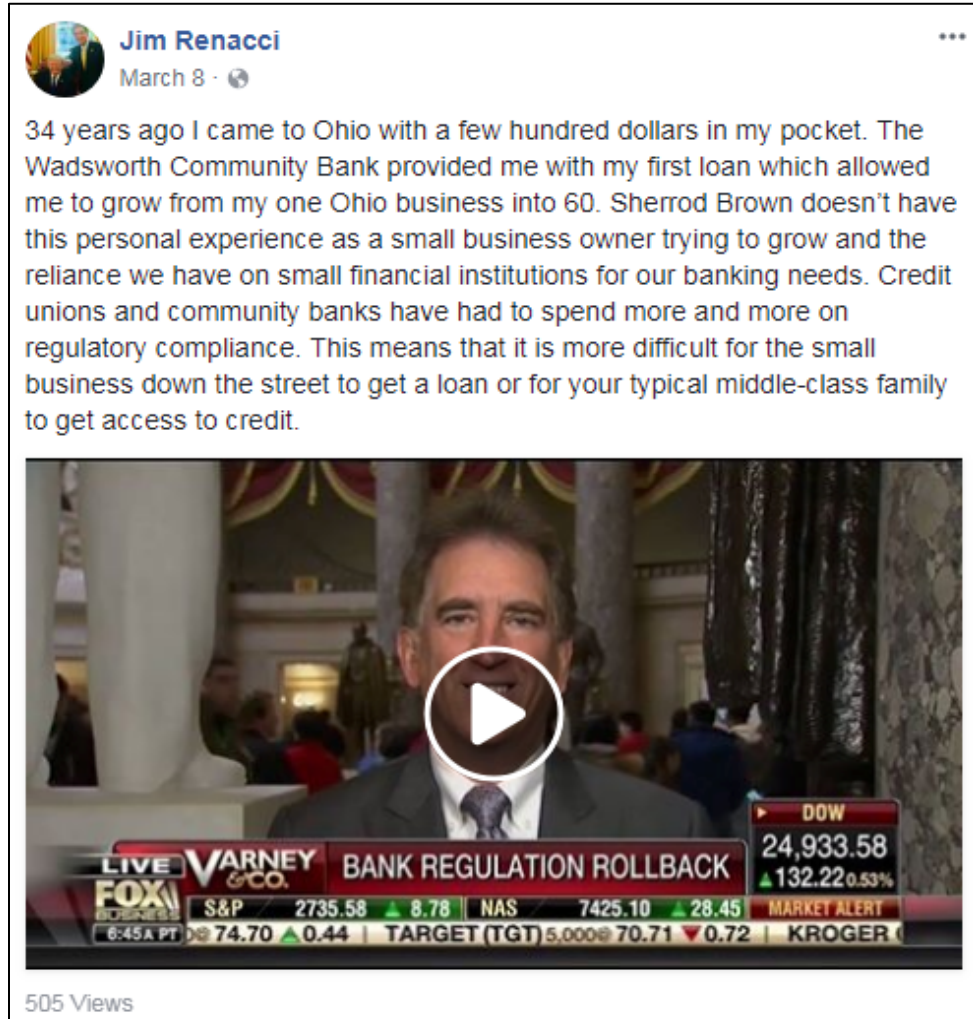 Jim Renacci
March 8 ·
34 years ago I came to Ohio with a few hundred dollars in my pocket. The
Wadsworth Community Bank provided me with my first loan which allowed
me to grow from my one Ohio business into 60. Sherrod Brown doesn't have
this personal experience as a small business owner trying to grow and the
reliance we have on small financial institutions for our banking needs. Credit
unions and community banks have had to spend more and more on
regulatory compliance. This means that it is more difficult for the small
business down the street to get a loan or for your typical middle-class family
to get access to credit.
DOW
24,933.58
▲132.22 0.53%
LIVE VARNEY & CO. BANK REGULATION ROLLBACK
FOX BUSINESS S&P 2735.58 ▲ 8.78 NAS 7425.10 ▲ 28.45 MARKET ALERT
6:45A PT 74.70 ▲0.44 | TARGET (TGT) 5,000@ 70.71 ▼0.72 | KROGER
505 Views